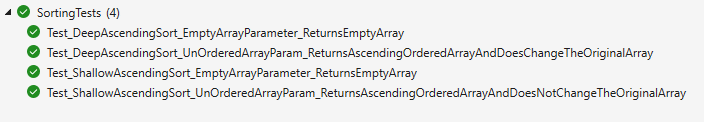 SortingTests (4)
Test_DeepAscendingSort_EmptyArrayParameter_ReturnsEmptyArray
Test_DeepAscendingSort_UnOrderedArrayParam_ReturnsAscendingOrderedArrayAndDoesChangeTheOriginalArray
Test_ShallowAscendingSort_EmptyArrayParameter_ReturnsEmptyArray
Test_ShallowAscendingSort_UnOrderedArrayParam_ReturnsAscendingOrderedArrayAndDoesNotChangeTheOriginalArray